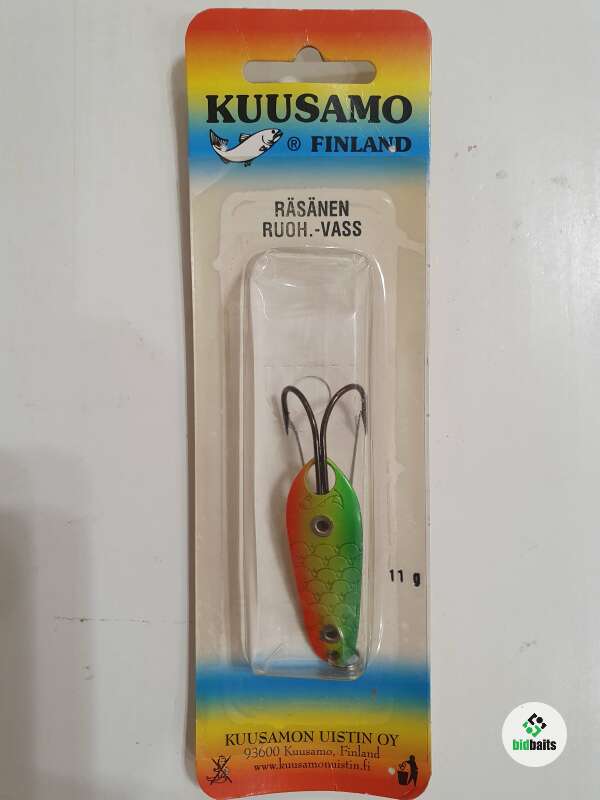 KUUSAMO
® FINLAND
RÄSÄNEN
RUOH.-VASS
11 g
KUUSAMON UISTIN OY
93600 Kuusamo, Finland
www.kuusamonuistin.fi
bidbaits